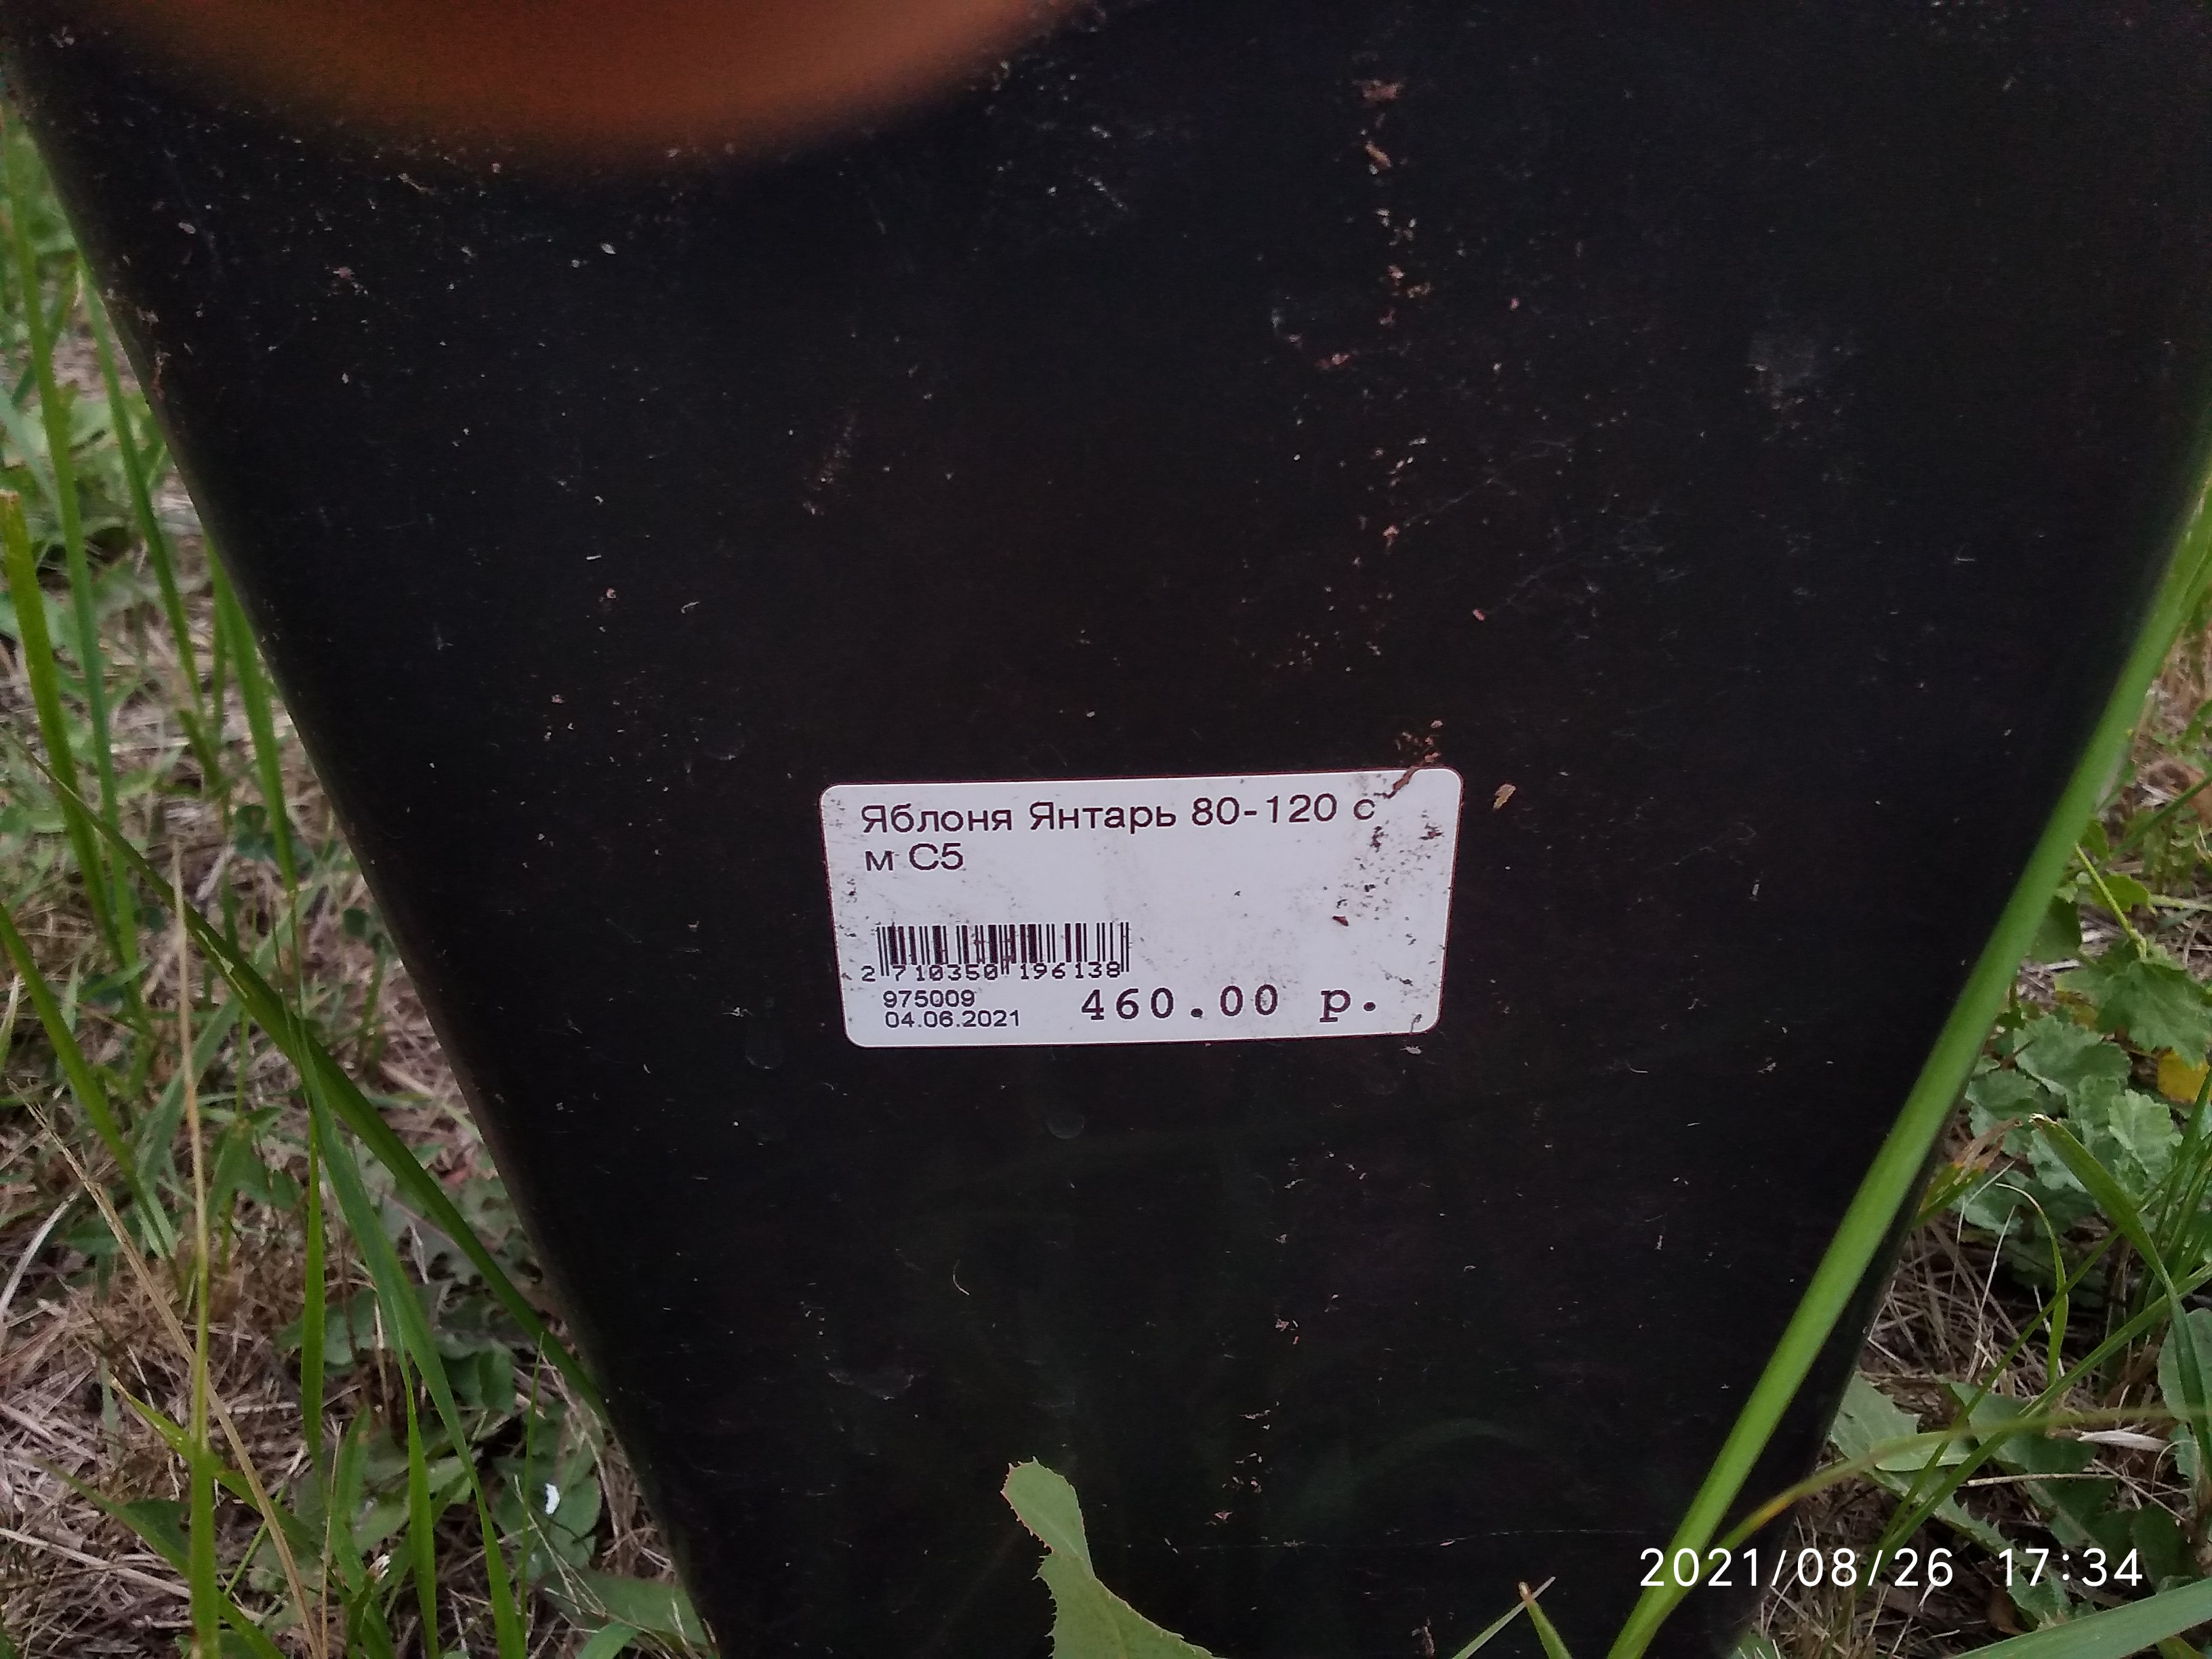 Яблоня Янтарь 80-120 с
м С5
2 710350 196138
975009
04.06.2021
460.00 р.
2021/08/26 17:34